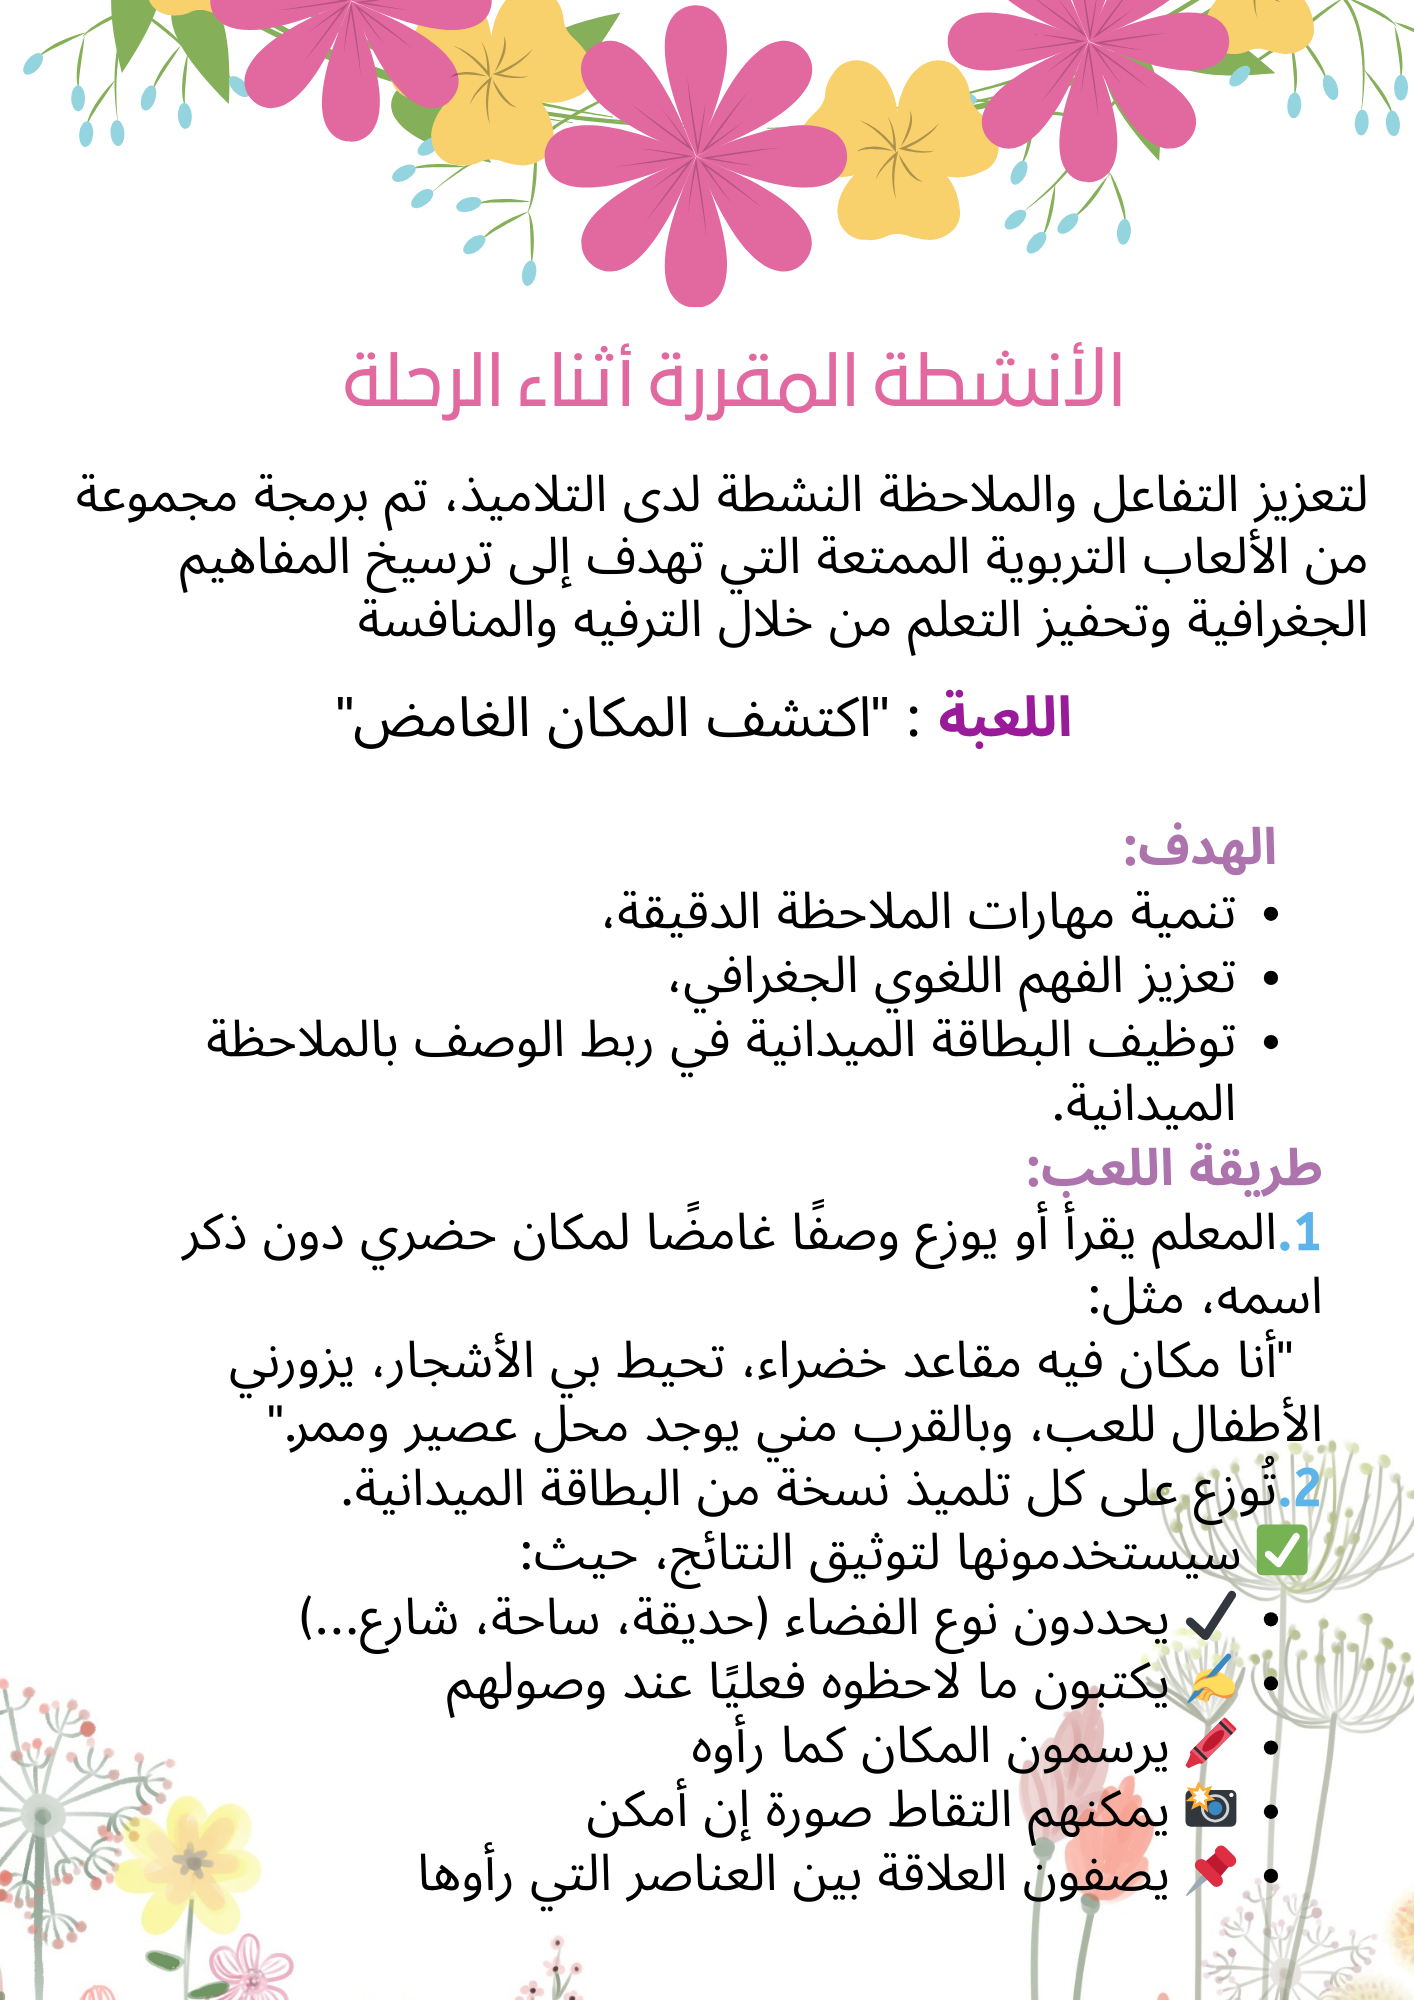 الأنشطة المقررة أثناء الرحلة
لتعزيز التفاعل والملاحظة النشطة لدى التلاميذ، تم برمجة مجموعة
من الألعاب التربوية الممتعة التي تهدف إلى ترسيخ المفاهيم
الجغرافية وتحفيز التعلم من خلال الترفيه والمنافسة
اللعبة : "اكتشف المكان الغامض"
الهدف:
• تنمية مهارات الملاحظة الدقيقة،
• تعزيز الفهم اللغوي الجغرافي،
• توظيف البطاقة الميدانية في ربط الوصف بالملاحظة
الميدانية.
طريقة اللعب:
1.المعلم يقرأ أو يوزع وصفًا غامضًا لمكان حضري دون ذكر
اسمه، مثل:
"أنا مكان فيه مقاعد خضراء، تحيط بي الأشجار، يزورني
الأطفال للعب، وبالقرب مني يوجد محل عصير وممر."
2.تُوزع على كل تلميذ نسخة من البطاقة الميدانية.
✅ سيستخدمونها لتوثيق النتائج، حيث:
• ✔ يحددون نوع الفضاء (حديقة، ساحة، شارع...)
• ✍ يكتبون ما لاحظوه فعليًا عند وصولهم
• 🖍 يرسمون المكان كما رأوه
• 📸 يمكنهم التقاط صورة إن أمكن
• 📌 يصفون العلاقة بين العناصر التي رأوها